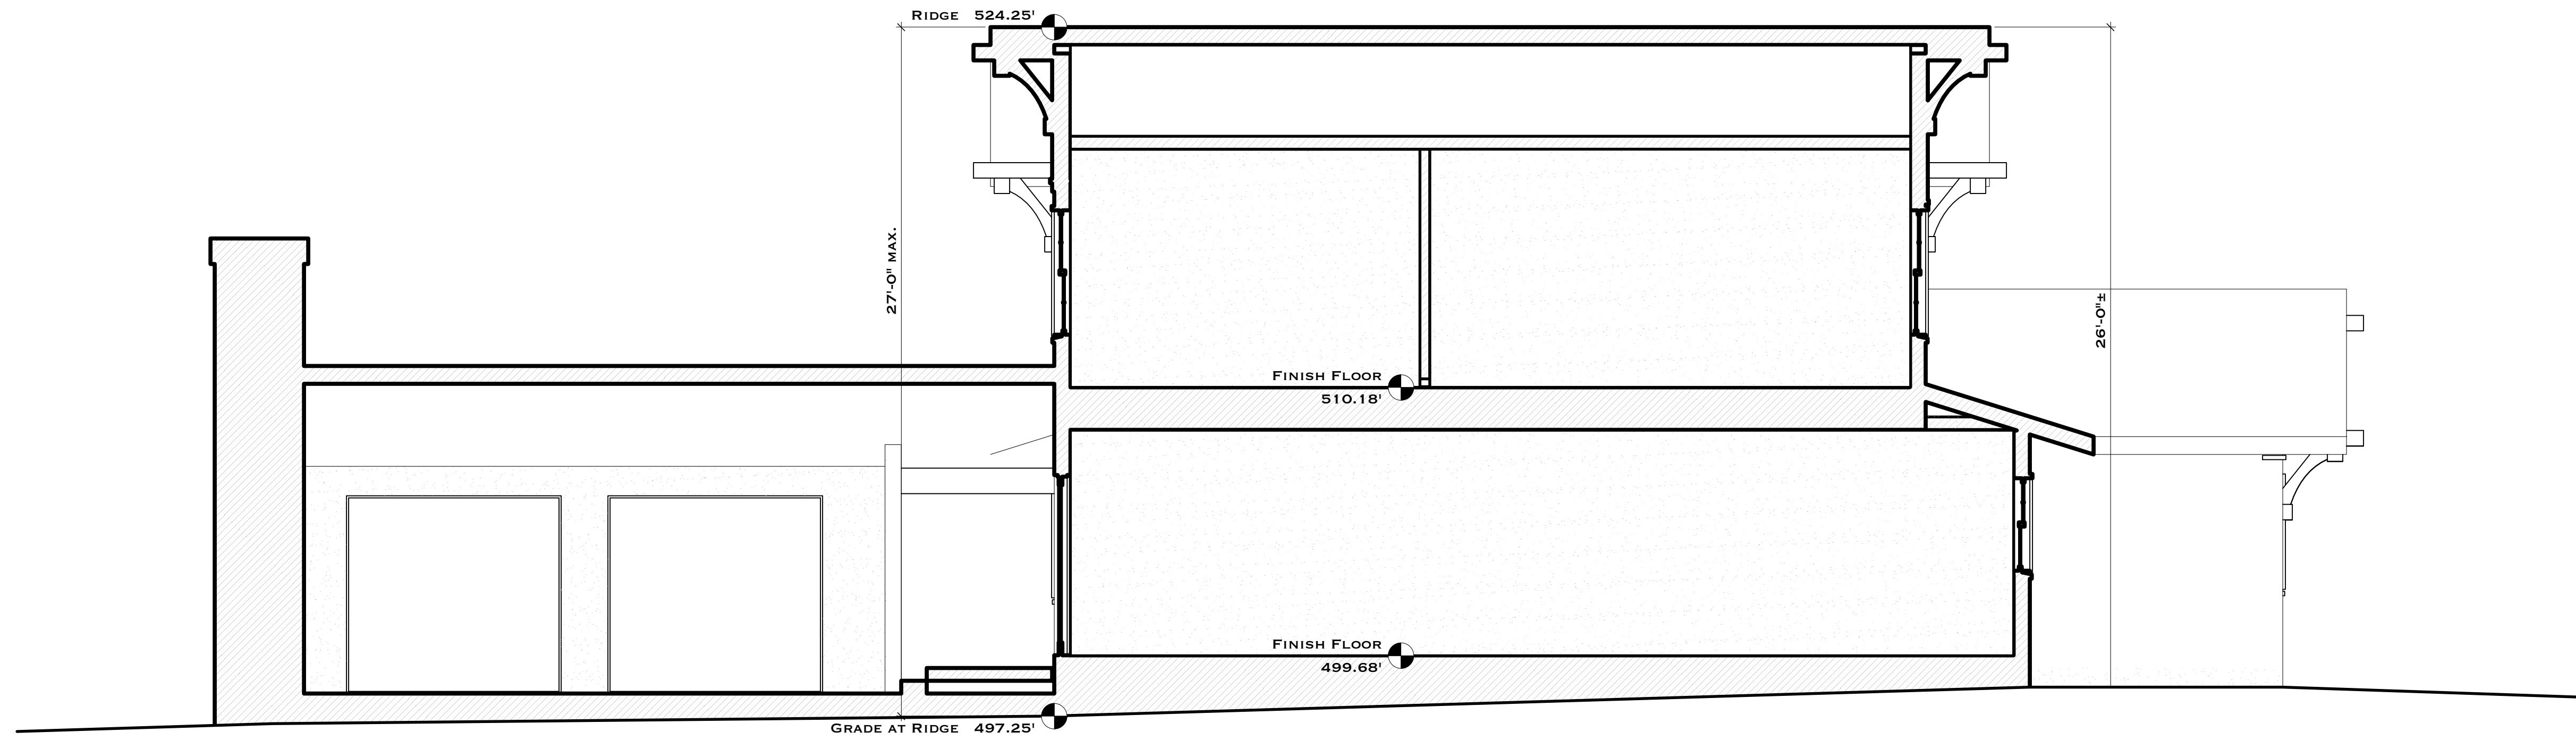 Ridge 524.25'
27'-0" max.
26'-0"±
Finish Floor
510.18'
Finish Floor
499.68'
Grade at Ridge 497.25'